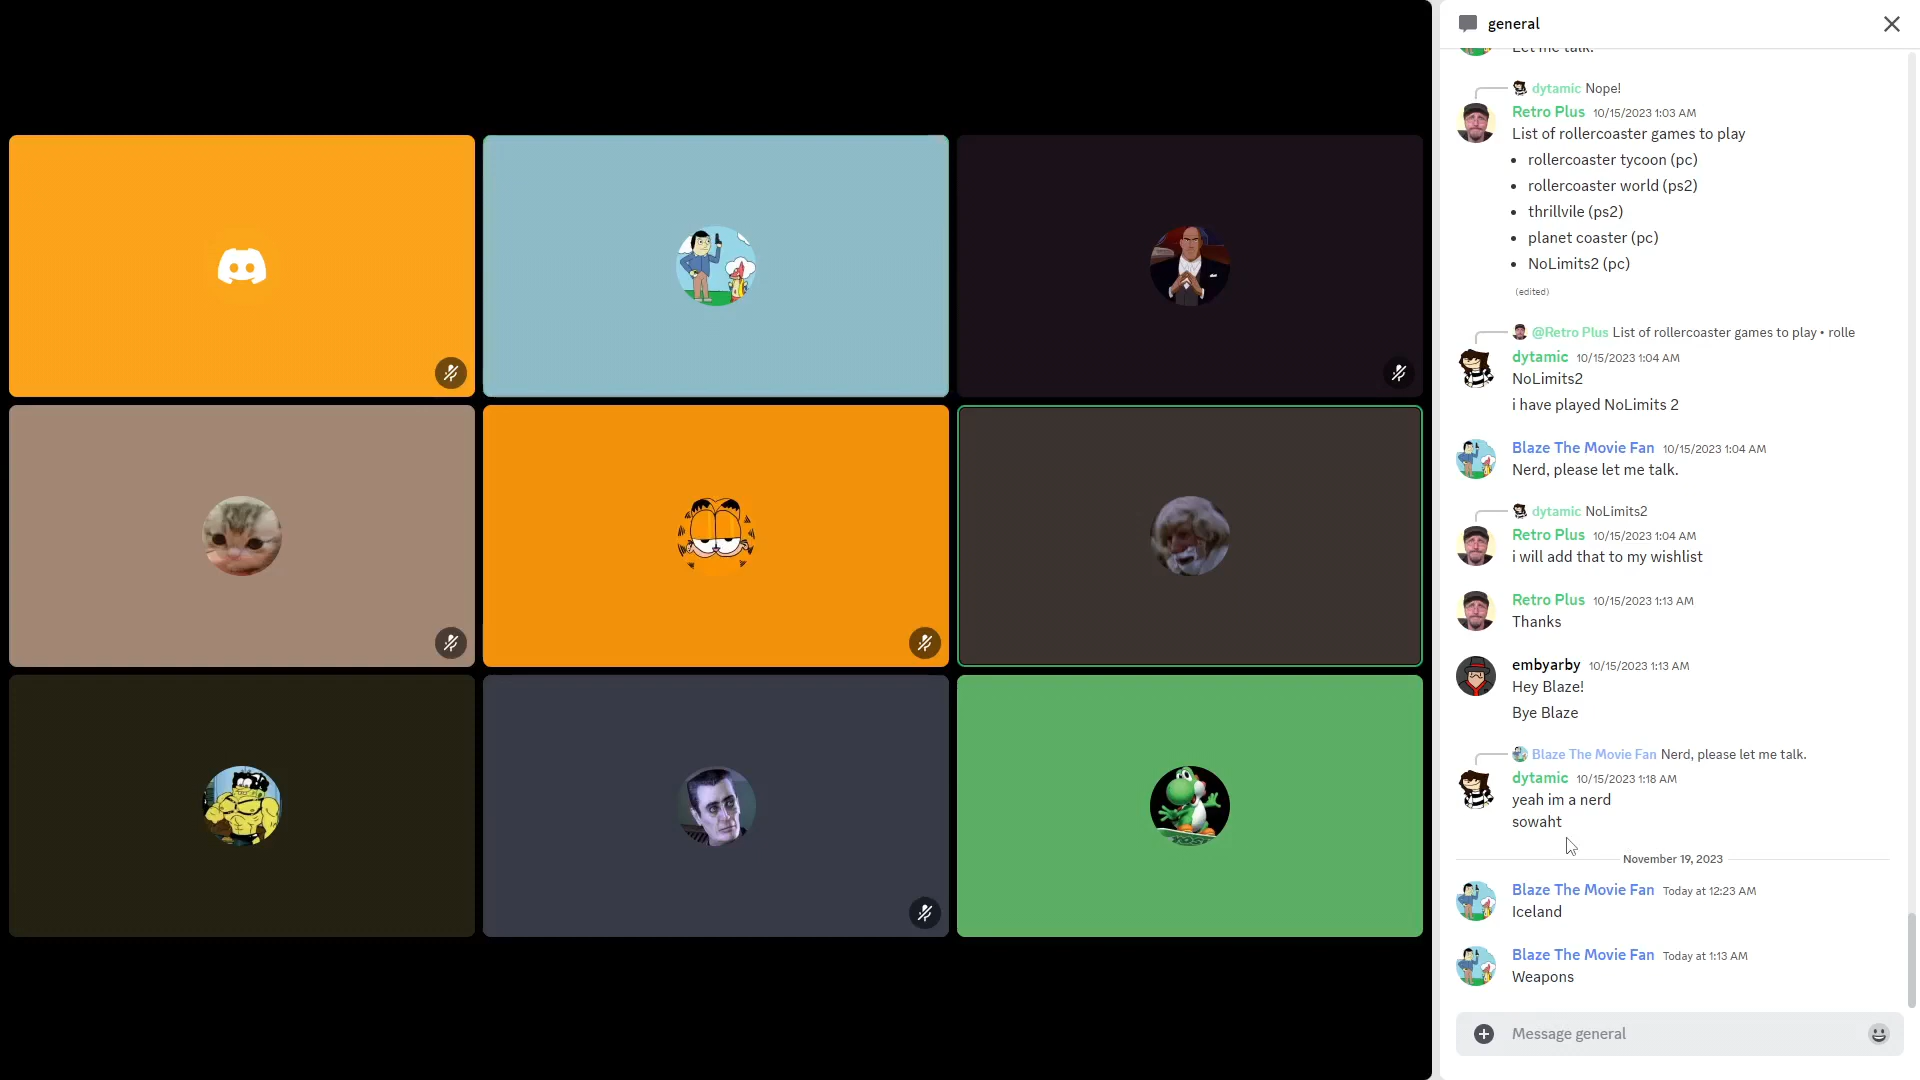 general
Let me talk.
dytamic Nope!
Retro Plus 10/15/2023 1:03 AM
List of rollercoaster games to play
• rollercoaster tycoon (pc)
• rollercoaster world (ps2)
• thrillvile (ps2)
• planet coaster (pc)
• NoLimits2 (pc)
(edited)
@Retro Plus List of rollercoaster games to play • rolle
dytamic 10/15/2023 1:04 AM
NoLimits2
i have played NoLimits 2
Blaze The Movie Fan 10/15/2023 1:04 AM
Nerd, please let me talk.
dytamic NoLimits2
Retro Plus 10/15/2023 1:04 AM
i will add that to my wishlist
Retro Plus 10/15/2023 1:13 AM
Thanks
embyarby 10/15/2023 1:13 AM
Hey Blaze!
Bye Blaze
Blaze The Movie Fan Nerd, please let me talk.
dytamic 10/15/2023 1:18 AM
yeah im a nerd
sowaht
November 19, 2023
Blaze The Movie Fan Today at 12:23 AM
Iceland
Blaze The Movie Fan Today at 1:13 AM
Weapons
Message general